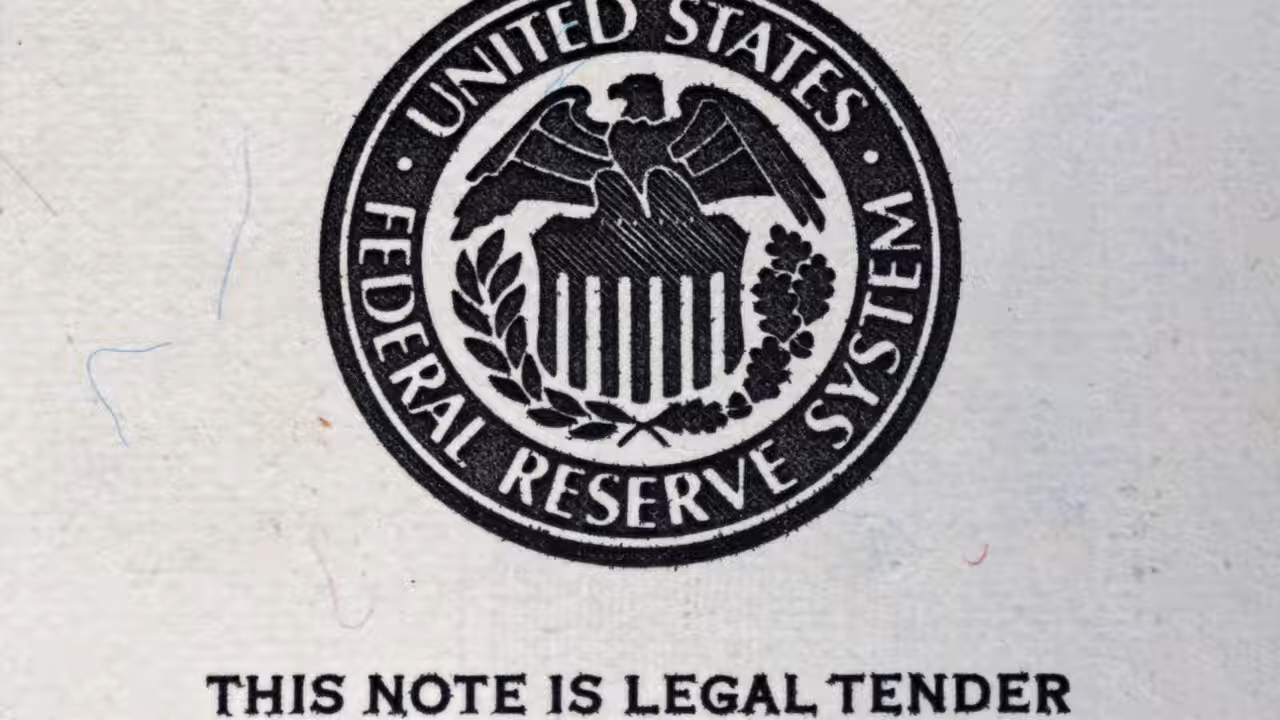 UNITED STATES
FEDERAL RESERVE SYSTEM
THIS NOTE IS LEGAL TENDER